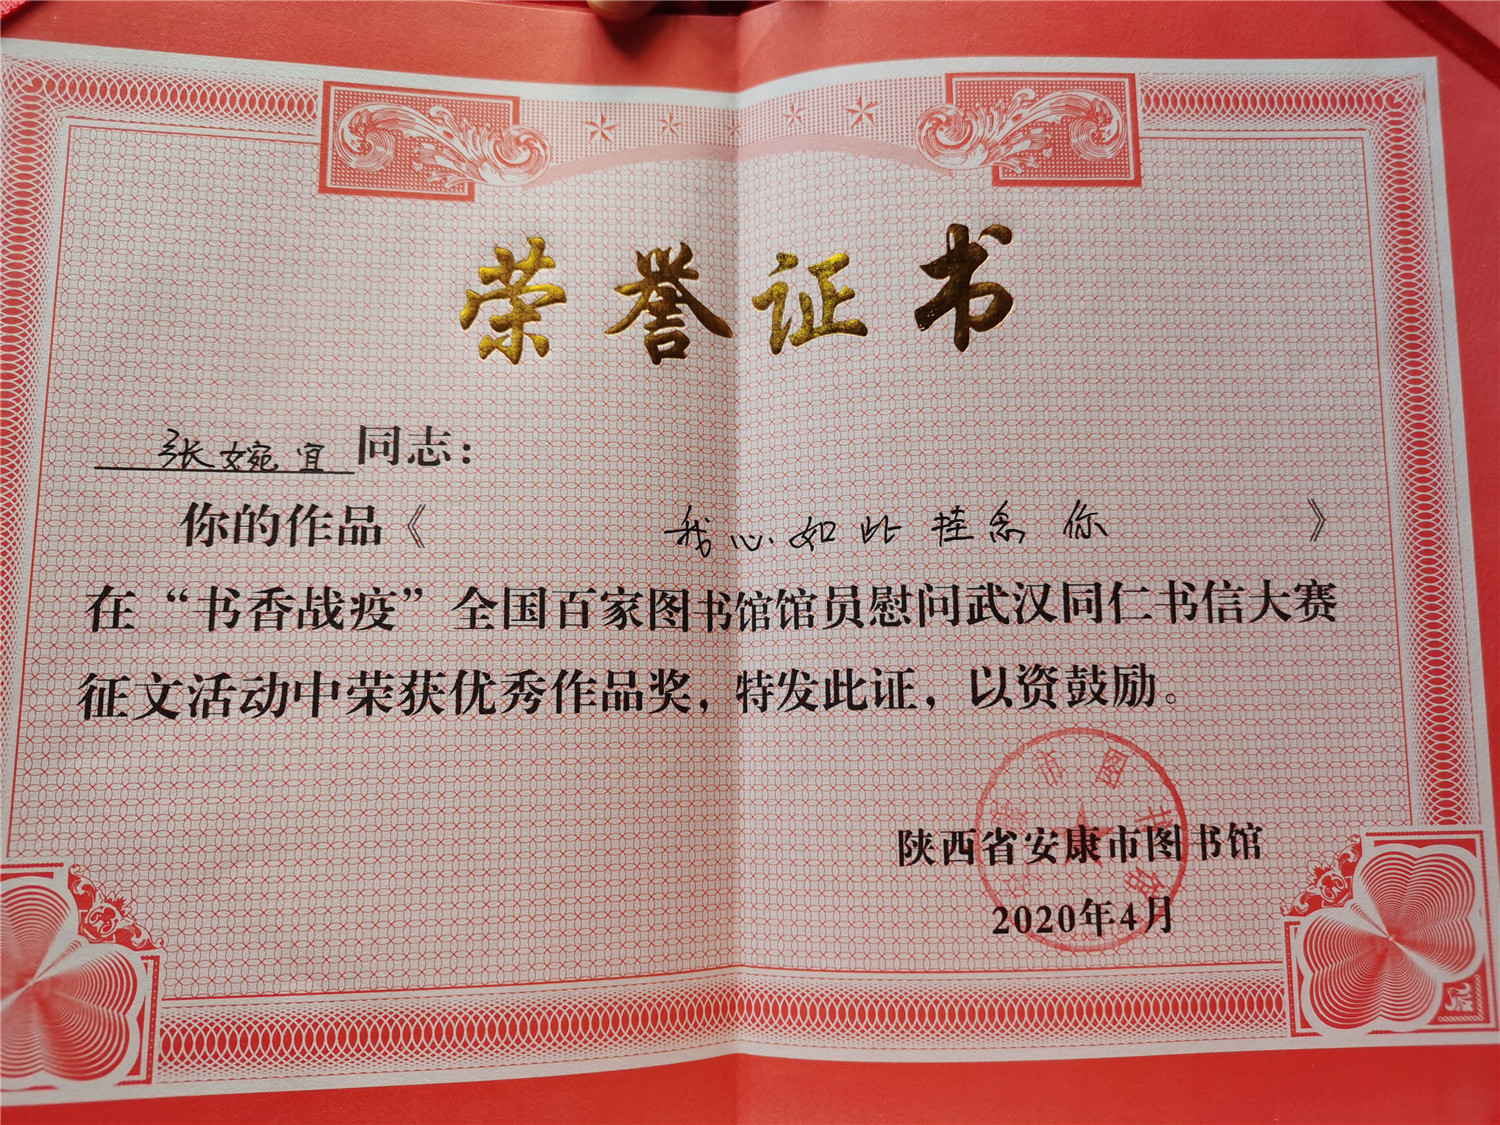 荣誉证书
张婉宜同志：
你的作品《我心如此挂念你》
在“书香战疫”全国百家图书馆馆员慰问武汉同仁书信大赛
征文活动中荣获优秀作品奖，特发此证，以资鼓励。
陕西省安康市图书馆
2020年4月